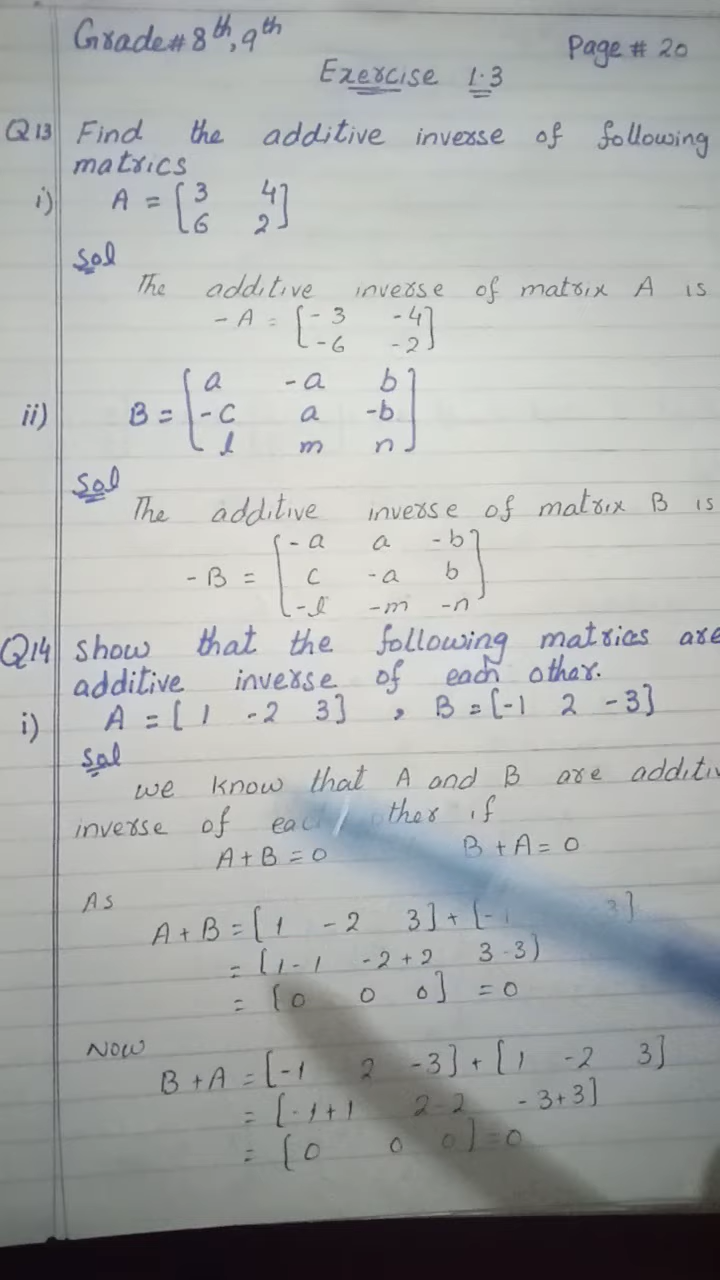 Grade# 8th, 9th
Page # 20
Exercise 1.3
Q13 Find the additive inverse of following
matrics
i) A = [3 4
6 2]
Sol
The additive inverse of matrix A is
-A = [-3 -4
-6 -2]
ii) B = [a -a b
-c a -b
l m n]
Sol
The additive inverse of matrix B is
-B = [-a a -b
c -a b
-l -m -n]
Q14 show that the following matrics are
additive inverse of each other.
i) A = [1 -2 3] , B = [-1 2 -3]
Sol
we know that A and B are additiv
inverse of each other if
A+B = 0 B+A = 0
As
A+B = [1 -2 3] + [-1 3]
= [1-1 -2+2 3-3)
= [0 0 0] = 0
Now
B+A = [-1 2 -3] + [1 -2 3]
= [-1+1 2-2 -3+3]
= [0 0 0] = 0